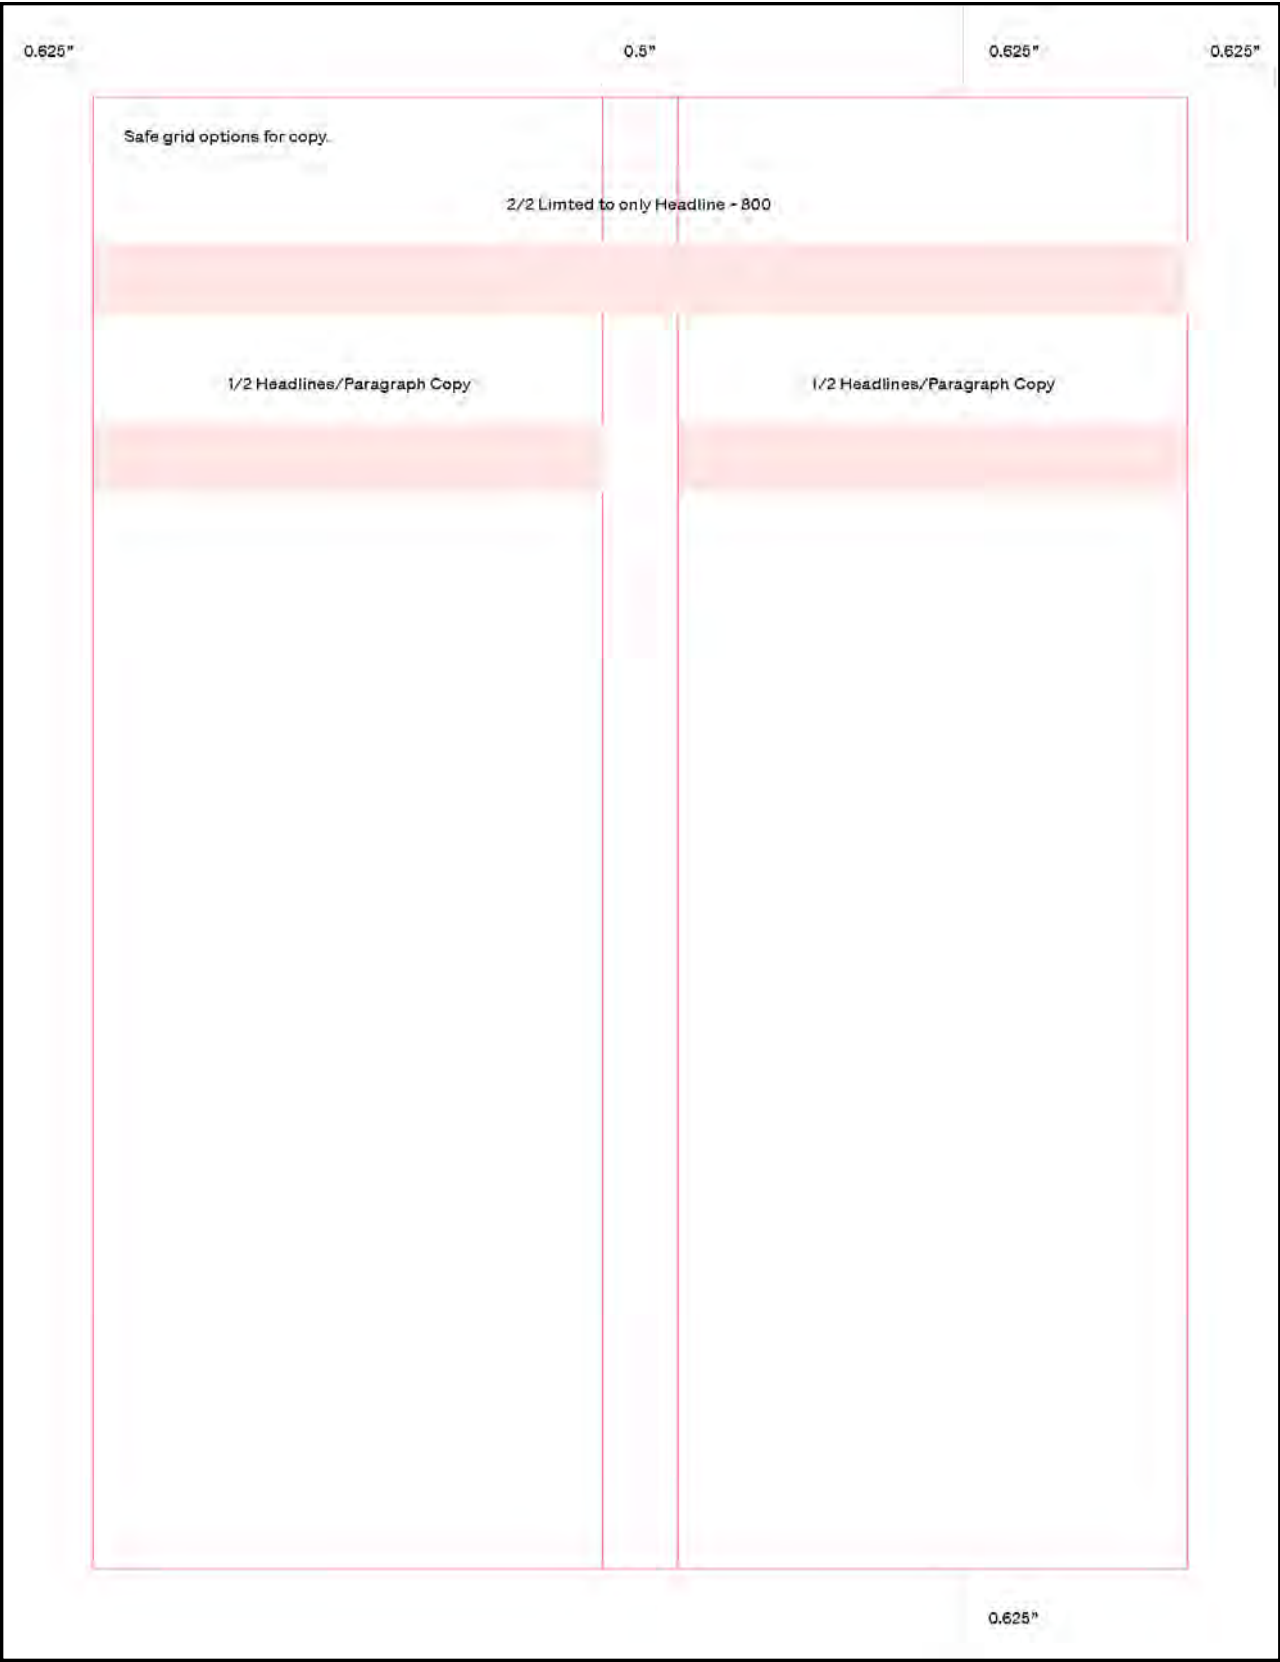 0.625" 0.5" 0.625" 0.625"
Safe grid options for copy.
2/2 Limted to only Headline - 800
1/2 Headlines/Paragraph Copy 1/2 Headlines/Paragraph Copy
0.625"